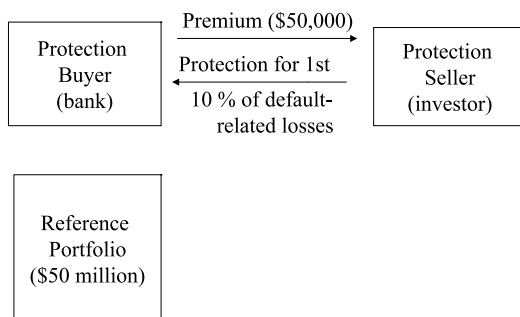 Protection
Buyer
(bank)
Premium ($50,000)
Protection for 1st
10 % of default-
related losses
Protection
Seller
(investor)
Reference
Portfolio
($50 million)